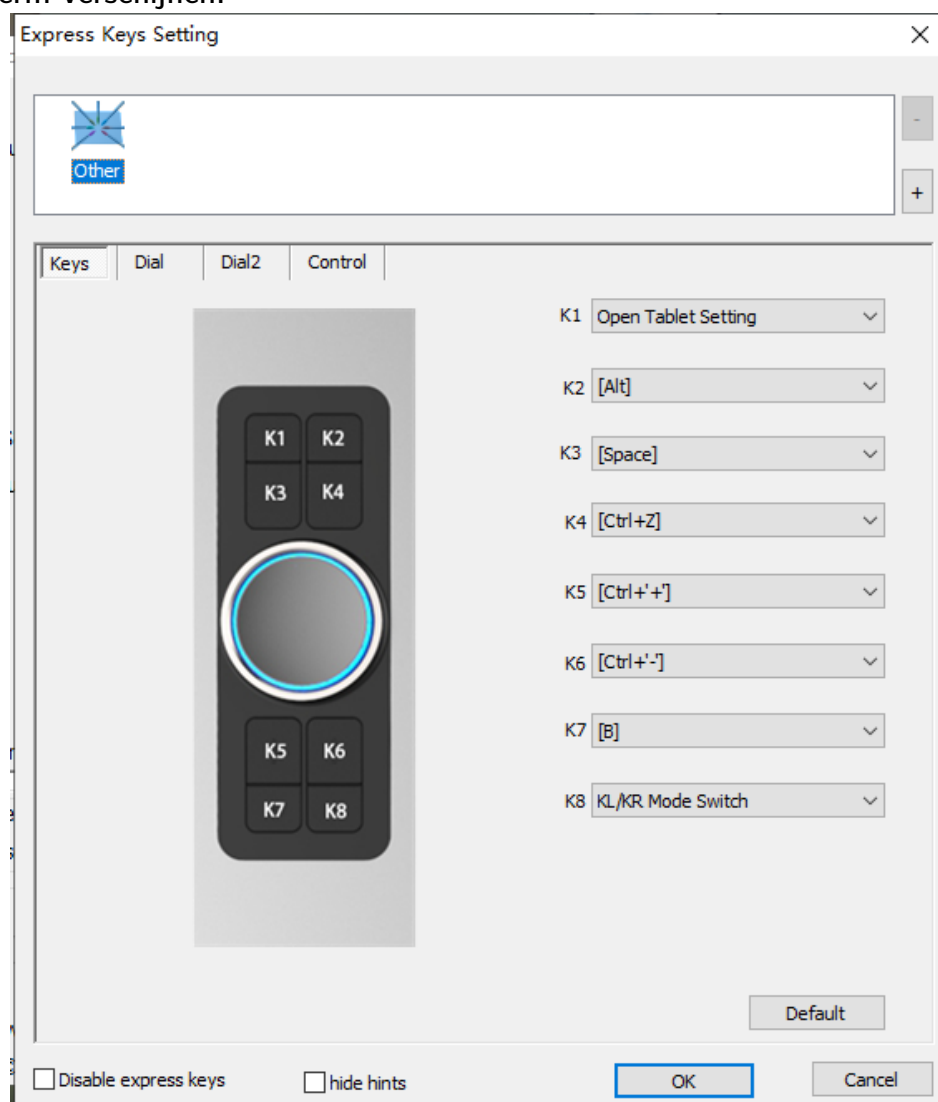 Express Keys Setting
Other
-
+
Keys Dial Dial2 Control
K1 Open Tablet Setting
K2 [Alt]
K3 [Space]
K4 [Ctrl+Z]
K5 [Ctrl+'+']
K6 [Ctrl+'-']
K7 [B]
K8 KL/KR Mode Switch
K1 K2
K3 K4
K5 K6
K7 K8
Default
Disable express keys hide hints OK Cancel